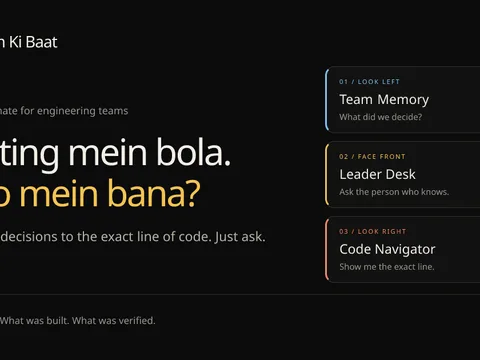 n Ki Baat
nate for engineering teams
ting mein bola.
o mein bana?
decisions to the exact line of code. Just ask.
01 / LOOK LEFT
Team Memory
What did we decide?
02 / FACE FRONT
Leader Desk
Ask the person who knows.
03 / LOOK RIGHT
Code Navigator
Show me the exact line.
What was built. What was verified.